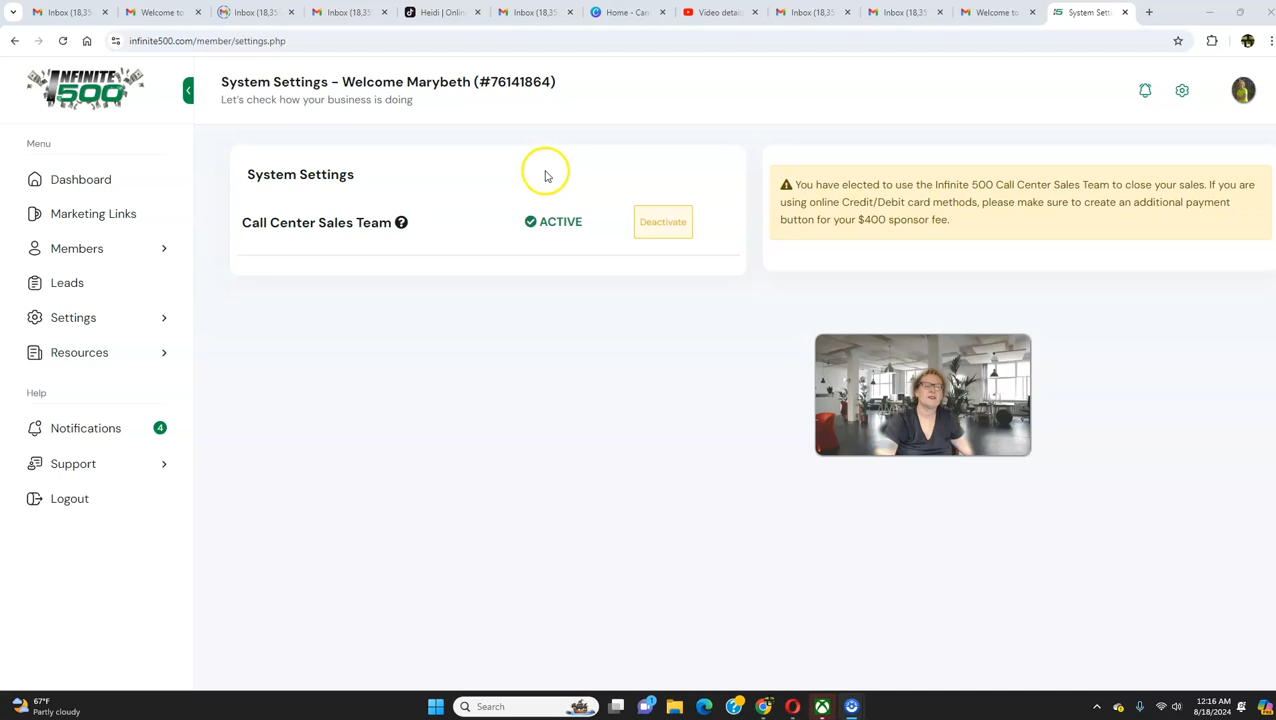 Inbox (18,35
Welcome to
Inbox (18,35
Inbox (18,35
Heidi | Onlin
Inbox (18,35
Home - Can
Video detail
Inbox (18,35
Inbox (18,35
Welcome to
System Setti
infinite500.com/member/settings.php
INFINITE
500
System Settings - Welcome Marybeth (#76141864)
Let's check how your business is doing
Menu
Dashboard
Marketing Links
Members
Leads
Settings
Resources
Help
Notifications 4
Support
Logout
System Settings
Call Center Sales Team ACTIVE Deactivate
You have elected to use the Infinite 500 Call Center Sales Team to close your sales. If you are
using online Credit/Debit card methods, please make sure to create an additional payment
button for your $400 sponsor fee.
67°F
Partly cloudy
Search
1
12:16 AM
8/18/2024